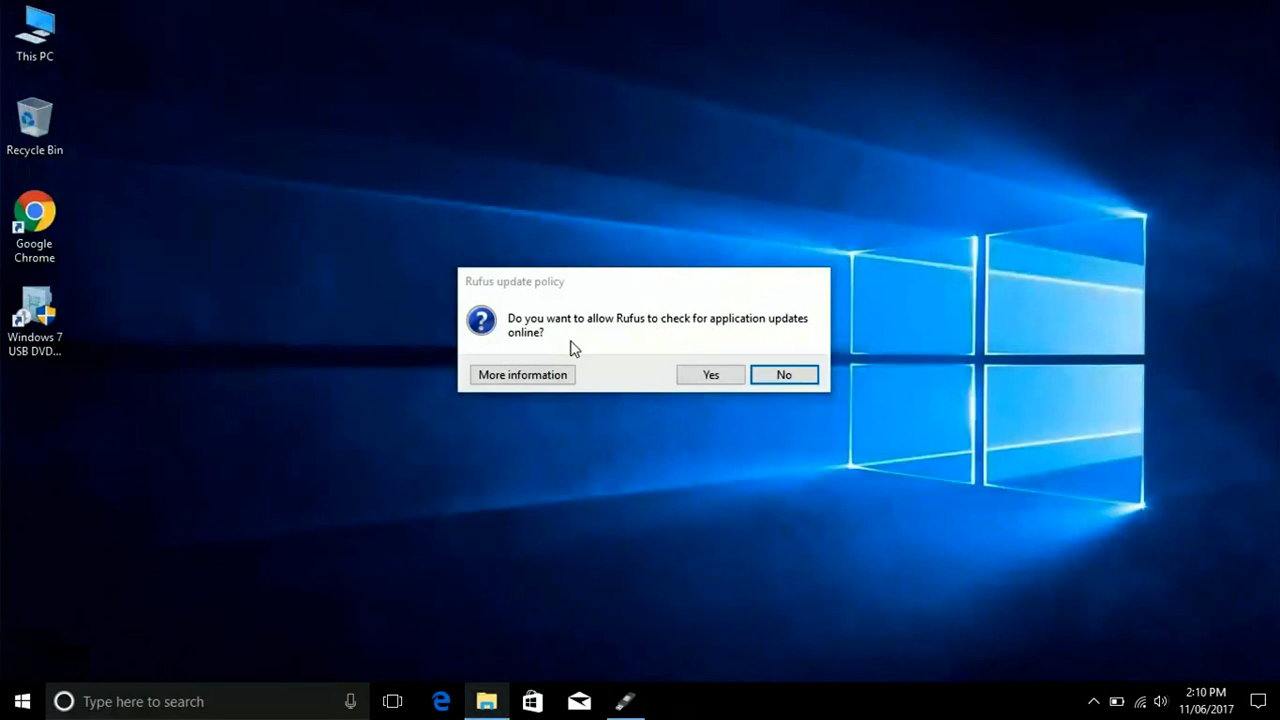 This PC
Recycle Bin
Google
Chrome
Windows 7
USB DVD...
Rufus update policy
Do you want to allow Rufus to check for application updates
online?
More information
Yes
No
Type here to search
2:10 PM
11/06/2017